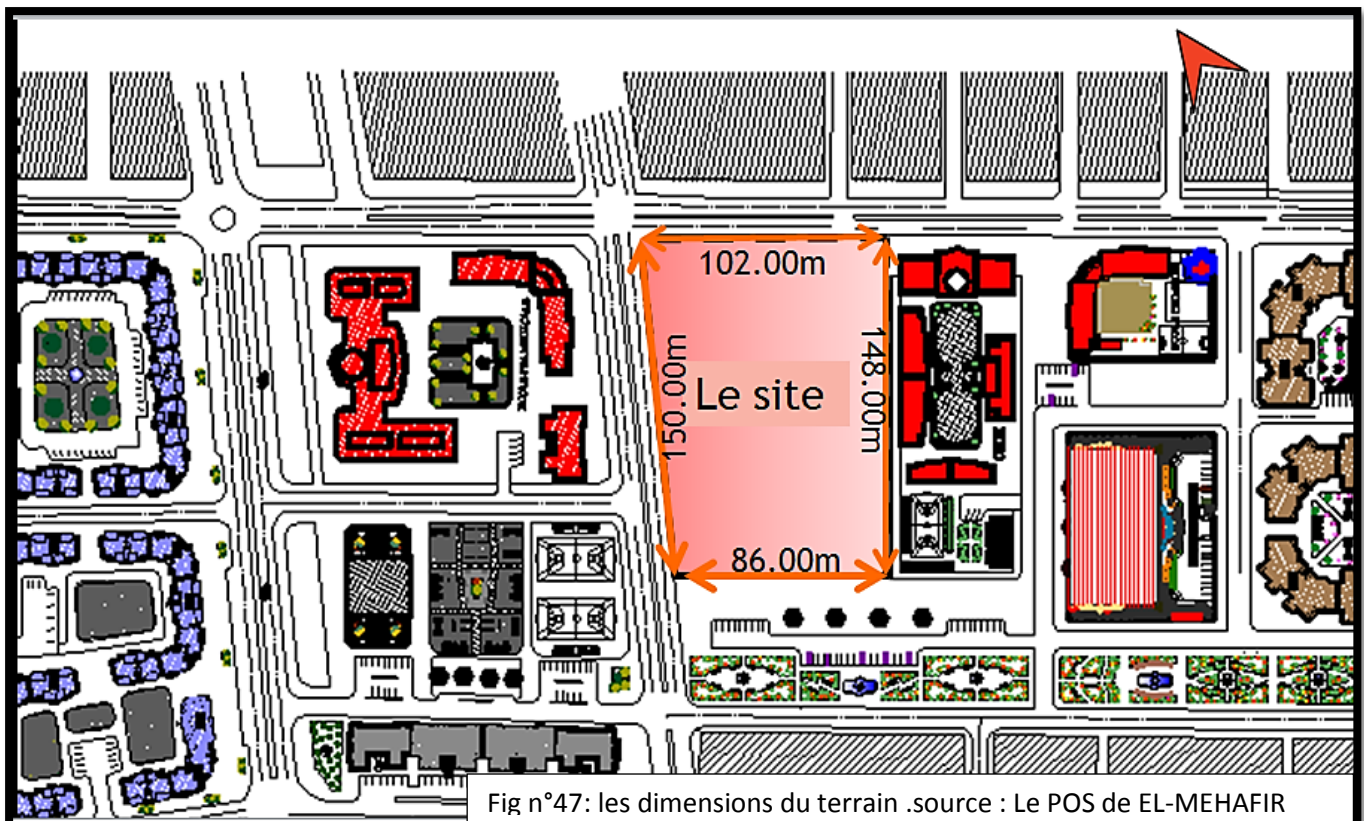 102.00m
150.00m
Le site
148.00m
86.00m
Fig n°47: les dimensions du terrain .source : Le POS de EL-MEHAFIR